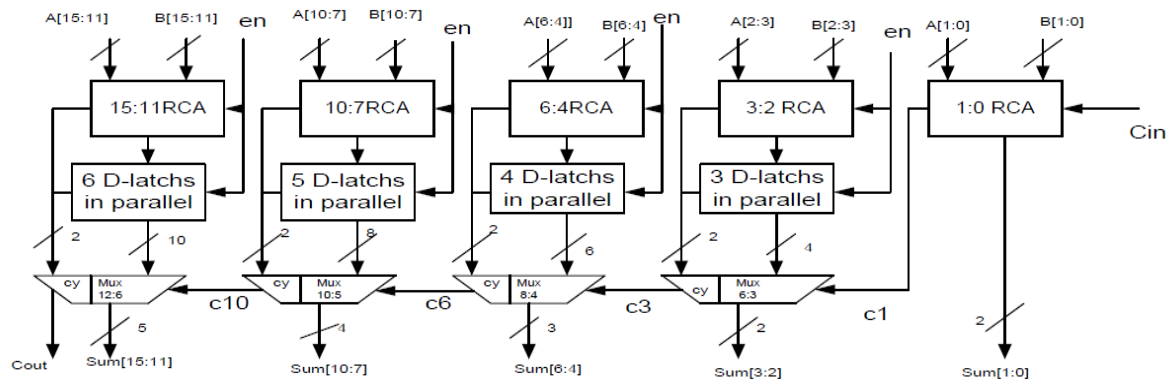 A[15:11] B[15:11] en A[10:7] B[10:7] en A[6:4]] B[6:4] en A[2:3] B[2:3] en A[1:0] B[1:0]
15:11RCA 10:7RCA 6:4RCA 3:2 RCA 1:0 RCA
Cin
6 D-latchs 5 D-latchs 4 D-latchs 3 D-latchs
in parallel in parallel in parallel in parallel
2 10 2 8 2 6 2 4
cy Mux cy Mux cy Mux cy Mux
12:6 10:5 8:4 6:3
c10 c6 c3 c1
5 4 3 2 2
Cout Sum[15:11] Sum[10:7] Sum[6:4] Sum[3:2] Sum[1:0]